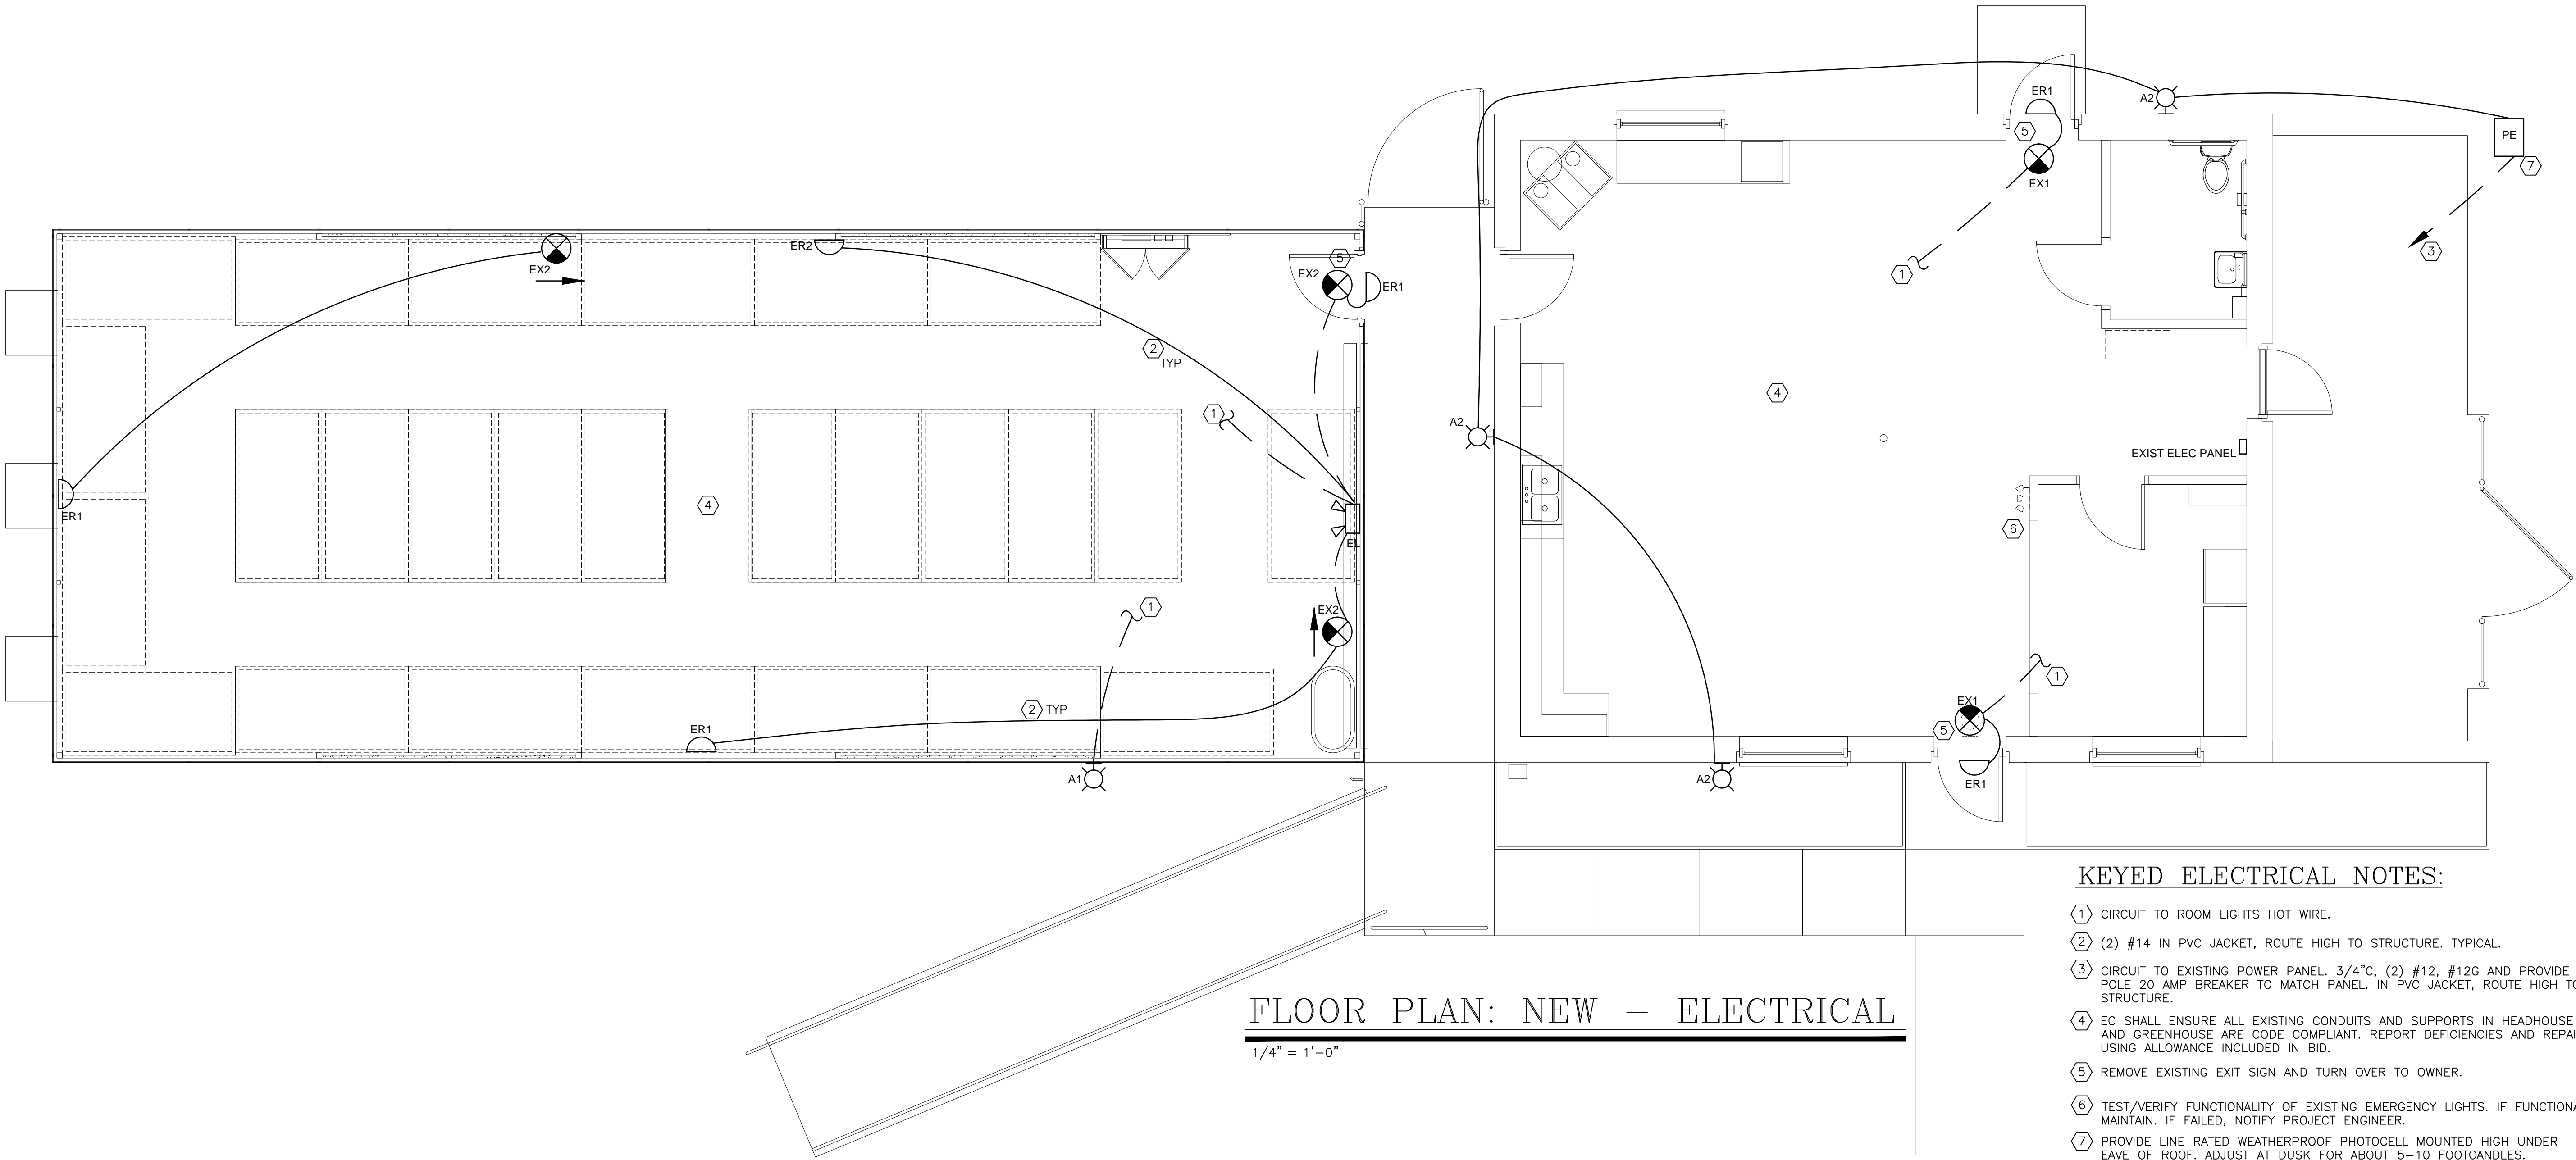 ER1
A2
PE
5
7
EX1
ER2
EX2
5
EX2
ER1
1
3
2
TYP
4
1
A2
EXIST ELEC PANEL
4
ER1
6
EL
1
EX2
1
2 TYP
EX1
ER1
5
A1
A2
ER1
KEYED ELECTRICAL NOTES:
1 CIRCUIT TO ROOM LIGHTS HOT WIRE.
2 (2) #14 IN PVC JACKET, ROUTE HIGH TO STRUCTURE. TYPICAL.
3 CIRCUIT TO EXISTING POWER PANEL. 3/4"C, (2) #12, #12G AND PROVIDE
POLE 20 AMP BREAKER TO MATCH PANEL. IN PVC JACKET, ROUTE HIGH TO
STRUCTURE.
4 EC SHALL ENSURE ALL EXISTING CONDUITS AND SUPPORTS IN HEADHOUSE
AND GREENHOUSE ARE CODE COMPLIANT. REPORT DEFICIENCIES AND REPAI
USING ALLOWANCE INCLUDED IN BID.
5 REMOVE EXISTING EXIT SIGN AND TURN OVER TO OWNER.
6 TEST/VERIFY FUNCTIONALITY OF EXISTING EMERGENCY LIGHTS. IF FUNCTIONA
MAINTAIN. IF FAILED, NOTIFY PROJECT ENGINEER.
7 PROVIDE LINE RATED WEATHERPROOF PHOTOCELL MOUNTED HIGH UNDER
EAVE OF ROOF. ADJUST AT DUSK FOR ABOUT 5-10 FOOTCANDLES.
FLOOR PLAN: NEW – ELECTRICAL
1/4" = 1'-0"